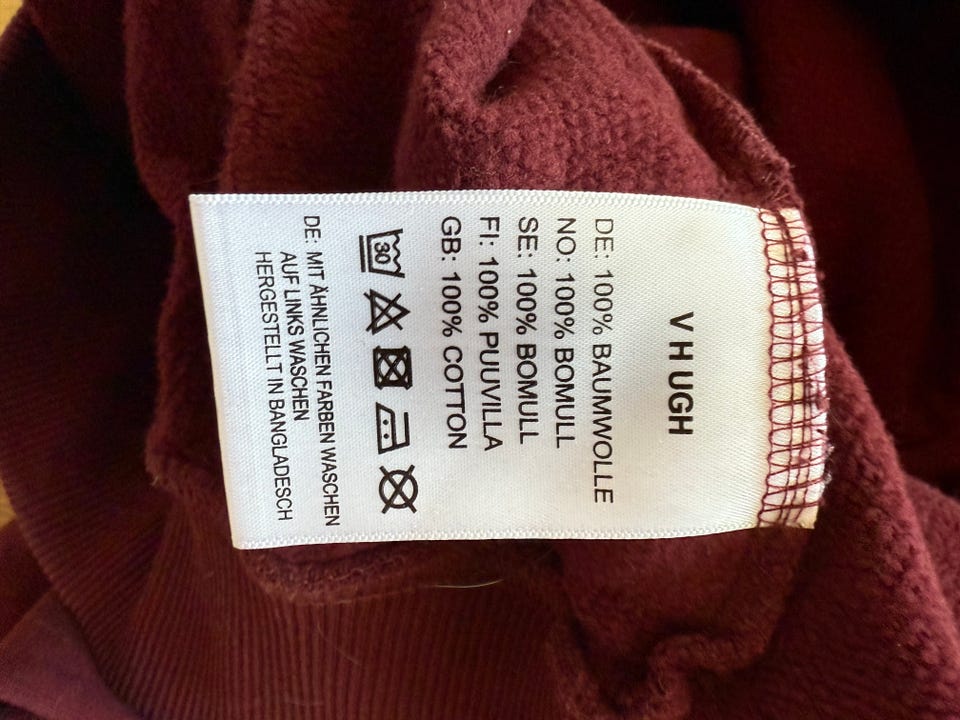 V H UGH
DE: 100% BAUMWOLLE
NO: 100% BOMULL
SE: 100% BOMULL
FI: 100% PUUVILLA
GB: 100% COTTON
30
DE: MIT ÄHNLICHEN FARBEN WASCHEN
AUF LINKS WASCHEN
HERGESTELLT IN BANGLADESCH